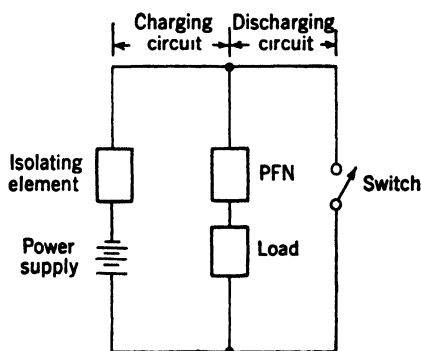 Charging
circuit
Discharging
circuit
Isolating
element
PFN
Switch
Power
supply
Load